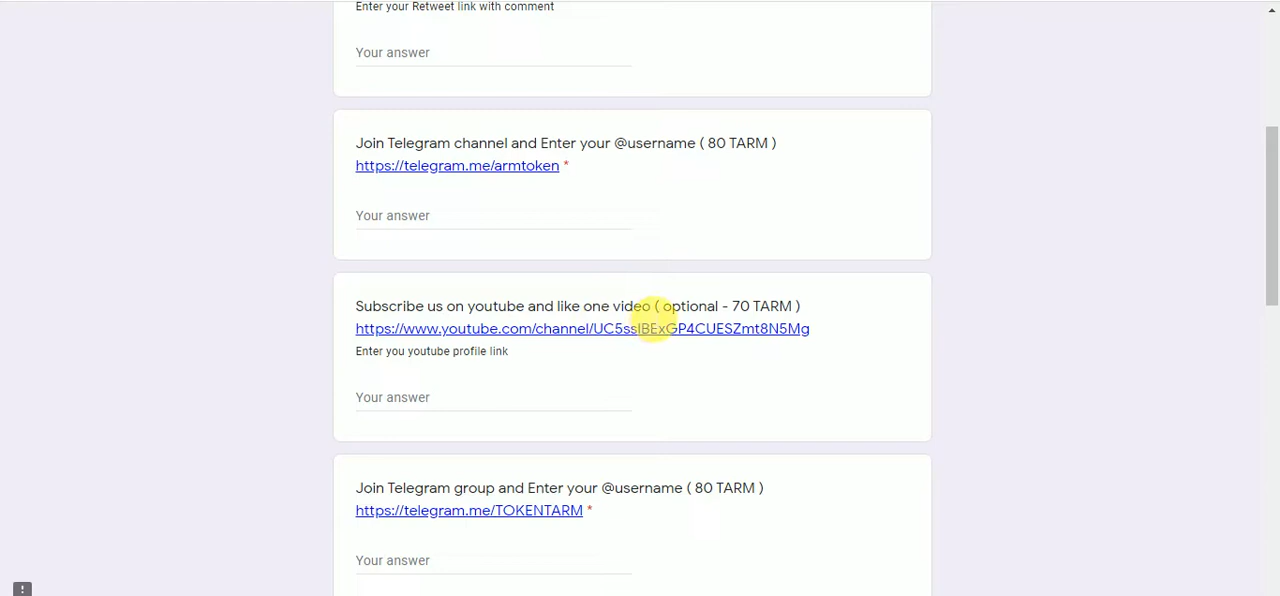 Enter your Retweet link with comment
Your answer
Join Telegram channel and Enter your @username ( 80 TARM )
https://telegram.me/armtoken *
Your answer
Subscribe us on youtube and like one video ( optional - 70 TARM )
https://www.youtube.com/channel/UC5ssIBExGP4CUESZmt8N5Mg
Enter you youtube profile link
Your answer
Join Telegram group and Enter your @username ( 80 TARM )
https://telegram.me/TOKENTARM *
Your answer